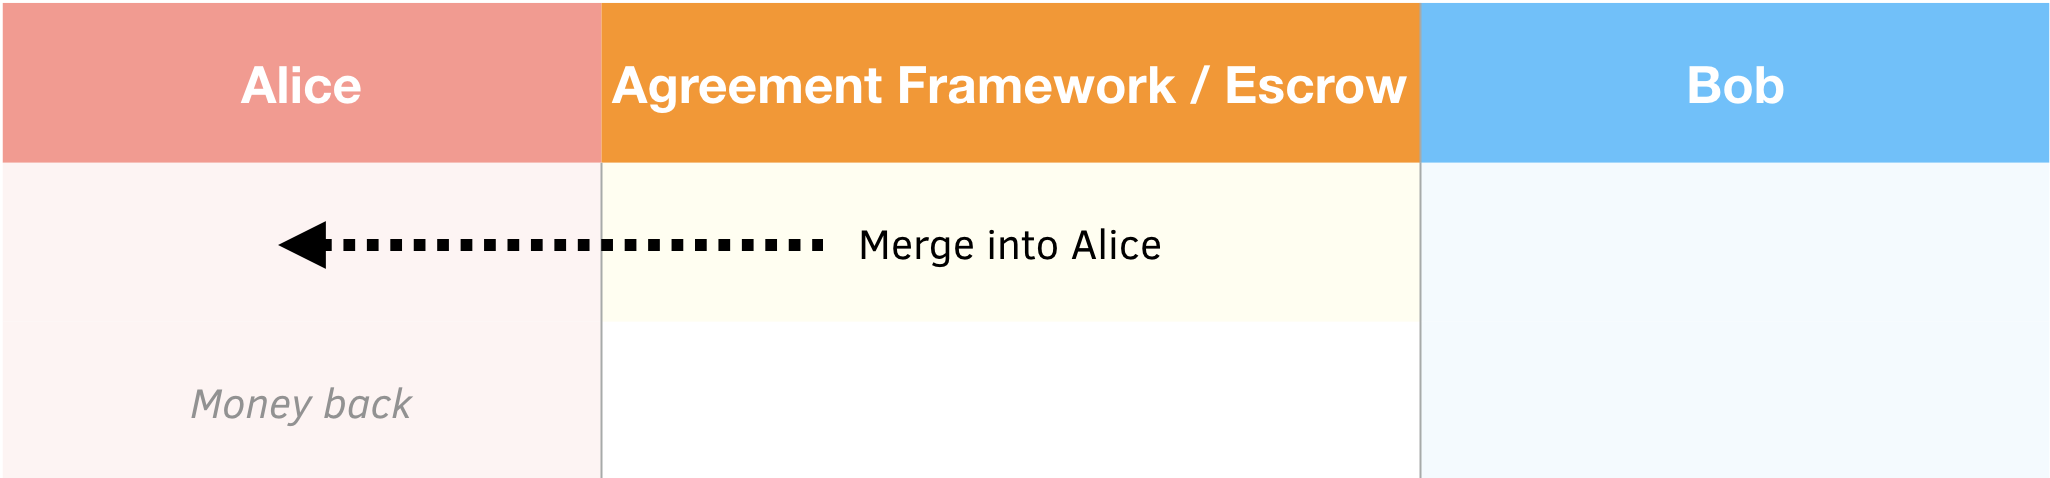 Alice
Agreement Framework / Escrow
Bob
Merge into Alice
Money back